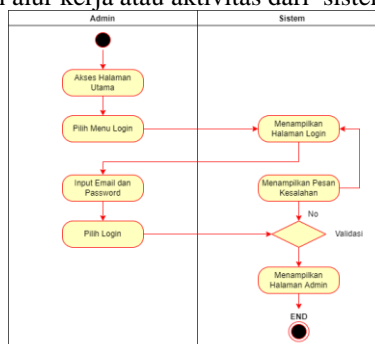 alur kerja atau aktivitas dari sistem
Admin
Sistem
Akses Halaman
Utama
Pilih Menu Login
Menampilkan
Halaman Login
Input Email dan
Password
Menampilkan Pesan
Kesalahan
No
Pilih Login
Validasi
Menampilkan
Halaman Admin
END